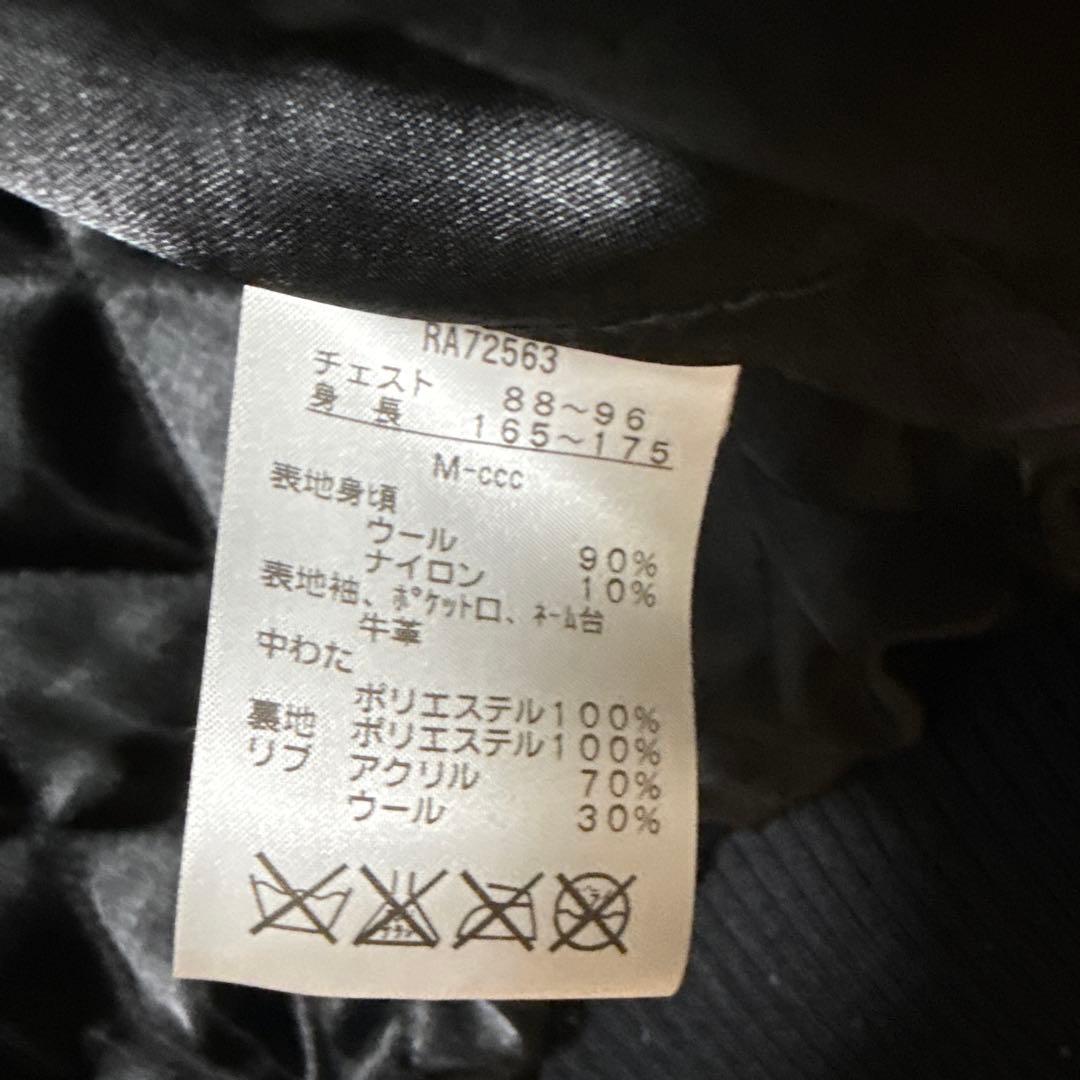 RA72563
チェスト 88～96
身長 165～175
M-ccc
表地身頃
ウール 90%
ナイロン 10%
表地袖、ﾎﾟｹｯﾄ口、ﾈｰﾑ台
牛革
中わた
ポリエステル100%
裏地 ポリエステル100%
リブ アクリル 70%
ウール 30%